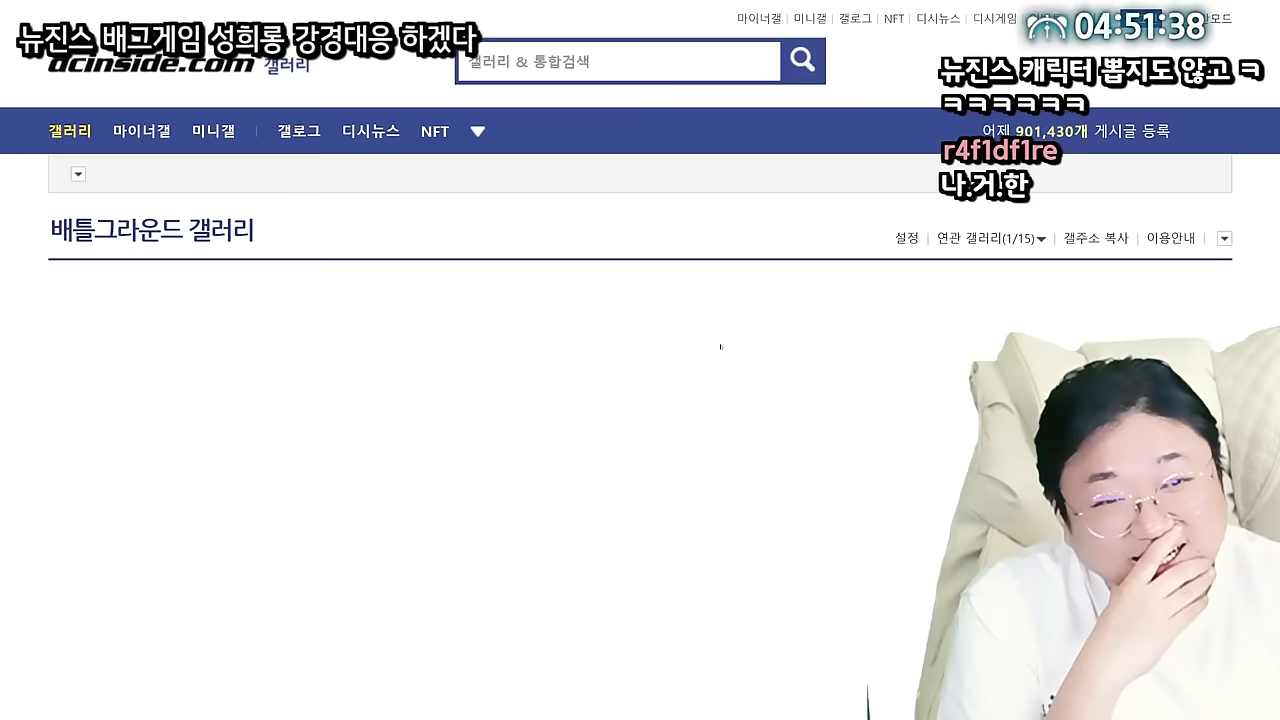 뉴진스 배그게임 성희롱 강경대응 하겠다
마이너갤 미니갤 갤로그 NFT 디시뉴스 디시게임
04:51:38
dcinside.com 갤러리
갤러리 & 통합검색
뉴진스 캐릭터 뽑지도 않고 ㅋ
ㅋㅋㅋㅋㅋㅋ
갤러리 마이너갤 미니갤 갤로그 디시뉴스 NFT
어제 901,430개 게시글 등록
r4f1df1re
나.거.한
배틀그라운드 갤러리
설정 연관 갤러리(1/15) 갤주소 복사 이용안내